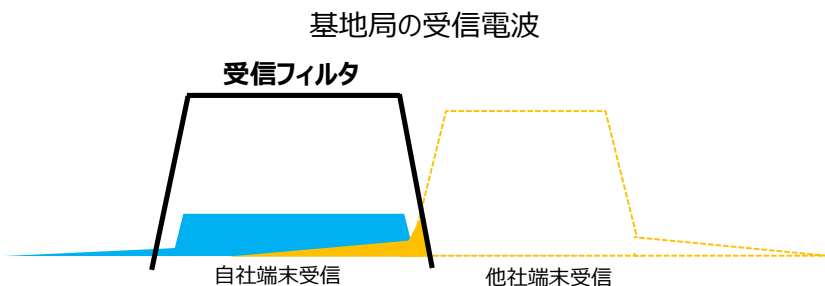 基地局の受信電波
受信フィルタ
自社端末受信
他社端末受信